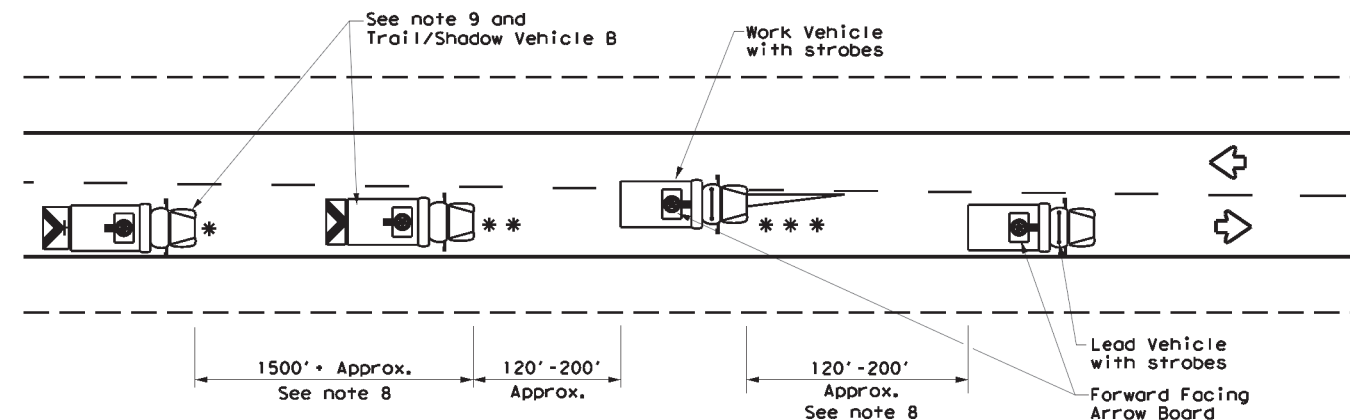 See note 9 and
Trail/Shadow Vehicle B
Work Vehicle
with strobes
*
* *
* * *
1500' + Approx.
See note 8
120'-200'
Approx.
120'-200'
Approx.
See note 8
Lead Vehicle
with strobes
Forward Facing
Arrow Board